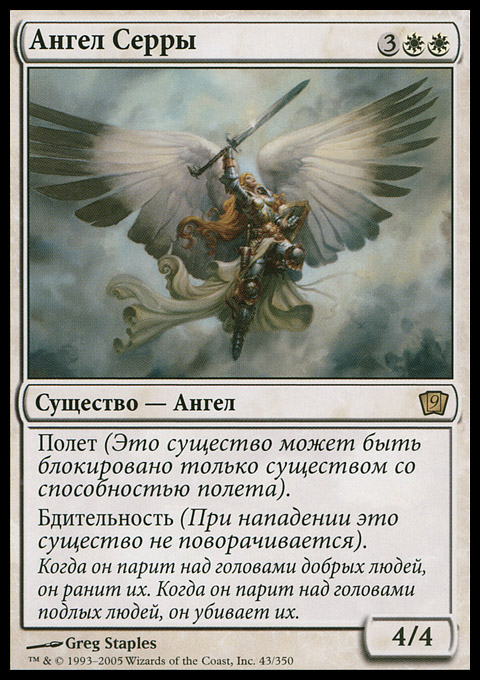 Ангел Серры
3
Существо — Ангел
9
Полет (Это существо может быть
блокировано только существом со
способностью полета).
Бдительность (При нападении это
существо не поворачивается).
Когда он парит над головами добрых людей,
он ранит их. Когда он парит над головами
подлых людей, он убивает их.
Greg Staples
4/4
™ & © 1993–2005 Wizards of the Coast, Inc. 43/350